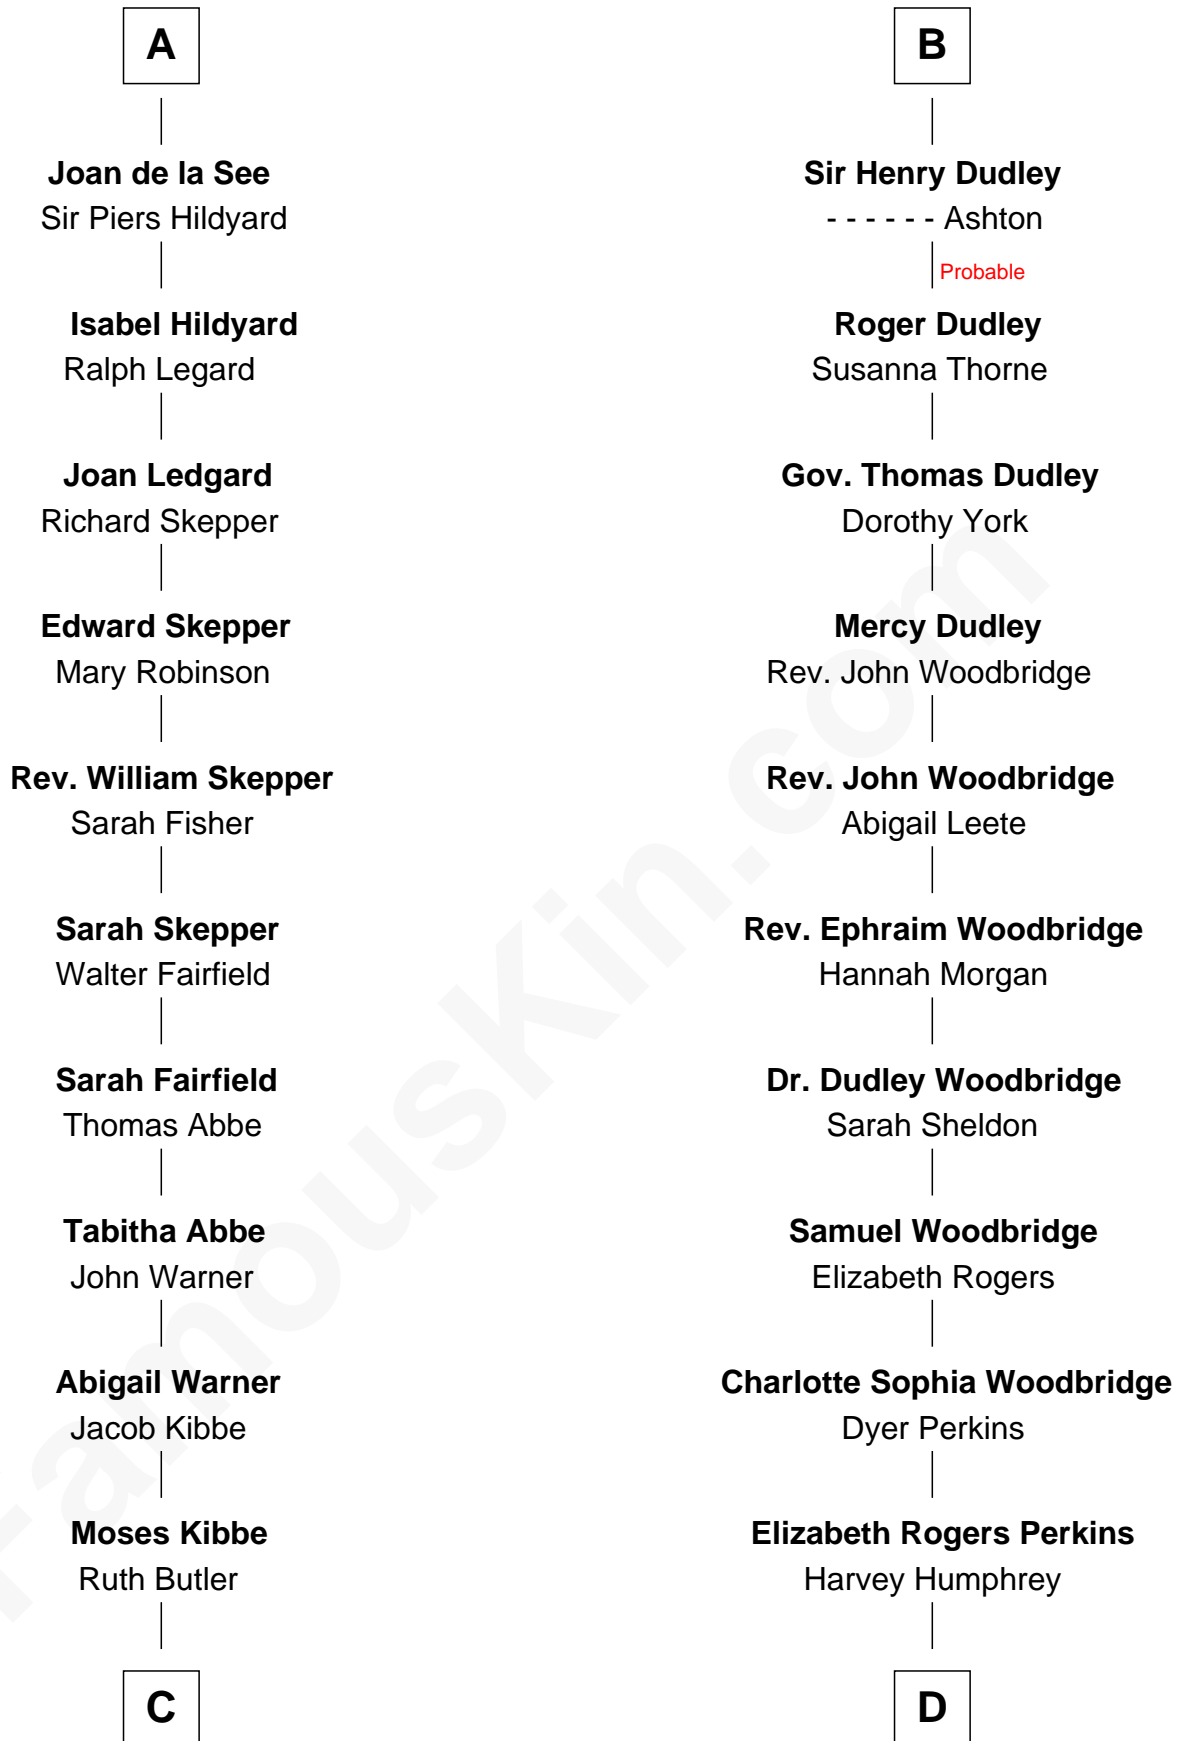 A
Joan de la See
Sir Piers Hildyard
Isabel Hildyard
Ralph Legard
Joan Ledgard
Richard Skepper
Edward Skepper
Mary Robinson
Rev. William Skepper
Sarah Fisher
Sarah Skepper
Walter Fairfield
Sarah Fairfield
Thomas Abbe
Tabitha Abbe
John Warner
Abigail Warner
Jacob Kibbe
Moses Kibbe
Ruth Butler
C
B
Sir Henry Dudley
- - - - - - Ashton
Probable
Roger Dudley
Susanna Thorne
Gov. Thomas Dudley
Dorothy York
Mercy Dudley
Rev. John Woodbridge
Rev. John Woodbridge
Abigail Leete
Rev. Ephraim Woodbridge
Hannah Morgan
Dr. Dudley Woodbridge
Sarah Sheldon
Samuel Woodbridge
Elizabeth Rogers
Charlotte Sophia Woodbridge
Dyer Perkins
Elizabeth Rogers Perkins
Harvey Humphrey
D
FamousKin.com